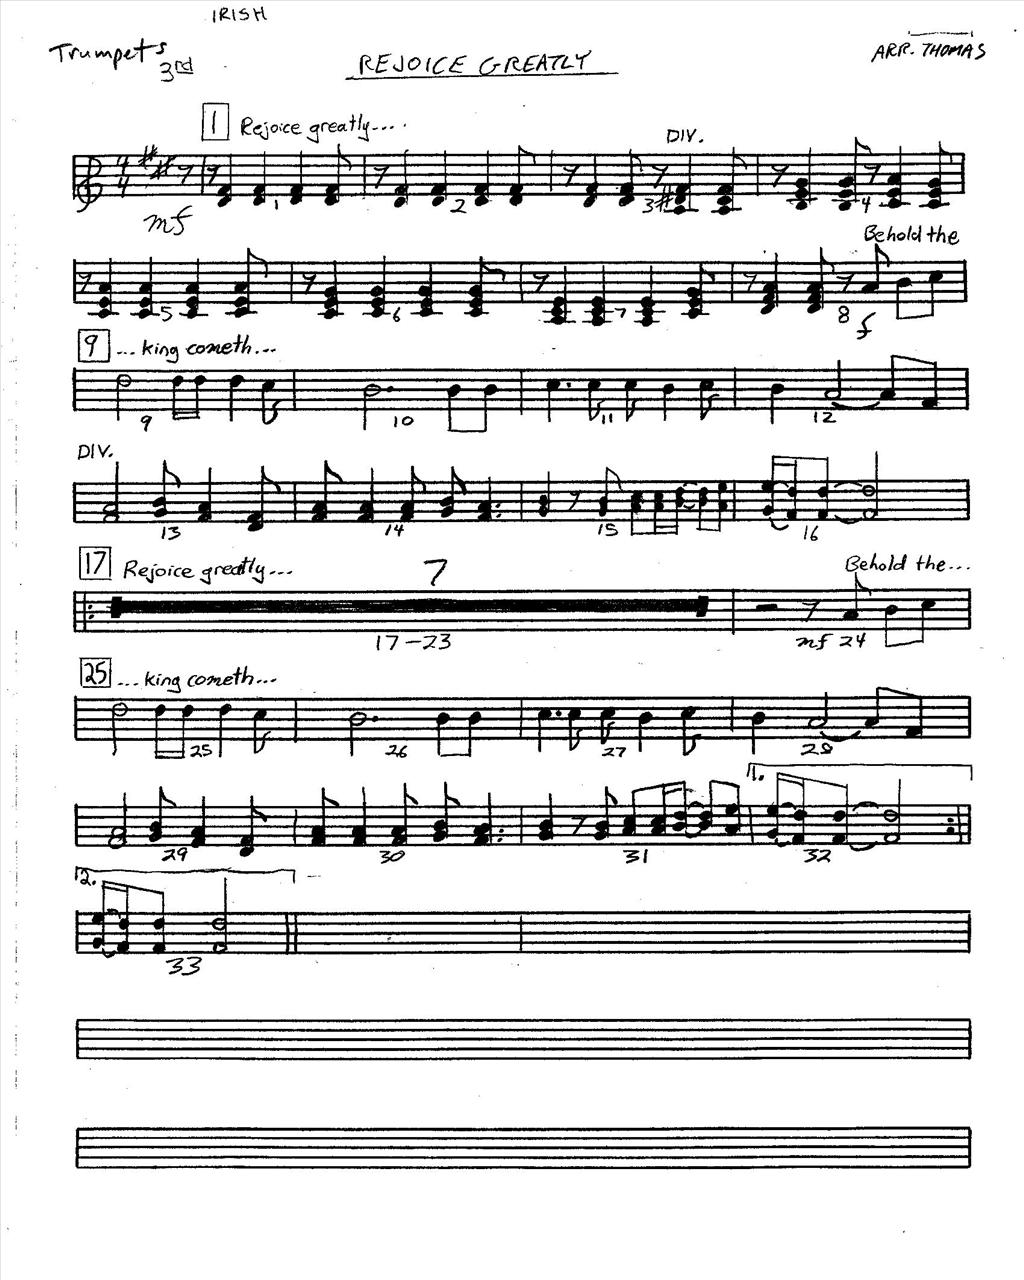 IRISH
Trumpets
3rd
REJOICE GREATLY
ARR. THOMAS
1 Rejoice greatly....
DIV.
4
4
mf
1 2 3 4
Behold the
5 6 7 8
f
9 ...king cometh...
9 10 11 12
DIV.
13 14 15 16
17 Rejoice greatly...
7
Behold the...
17-23
mf 24
25 ...king cometh...
25 26 27 28
1.
29 30 31 32
2.
33